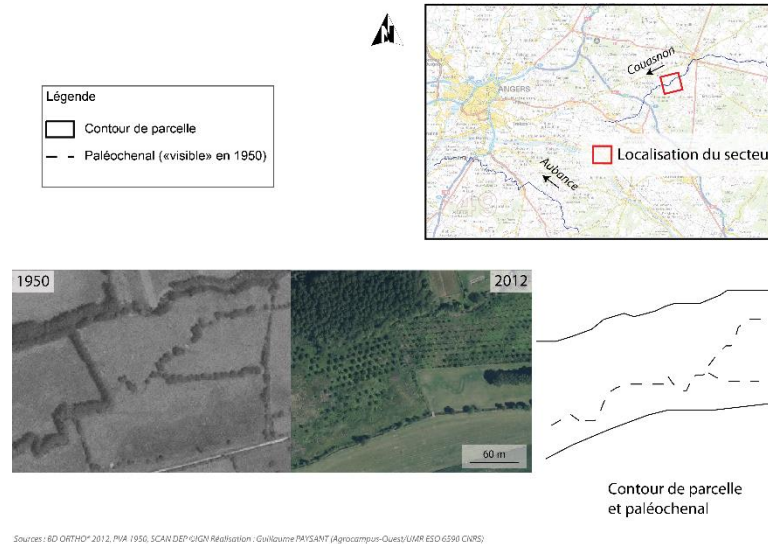 N
Légende
Contour de parcelle
Paléochenal («visible» en 1950)
Couasnon
ANGERS
Localisation du secteu
Aubance
1950
2012
60 m
Contour de parcelle
et paléochenal
Sources : BD ORTHO® 2012, PVA 1950, SCAN DEP ©IGN Réalisation : Guillaume PAYSANT (Agrocampus-Ouest/UMR ESO 6590 CNRS)